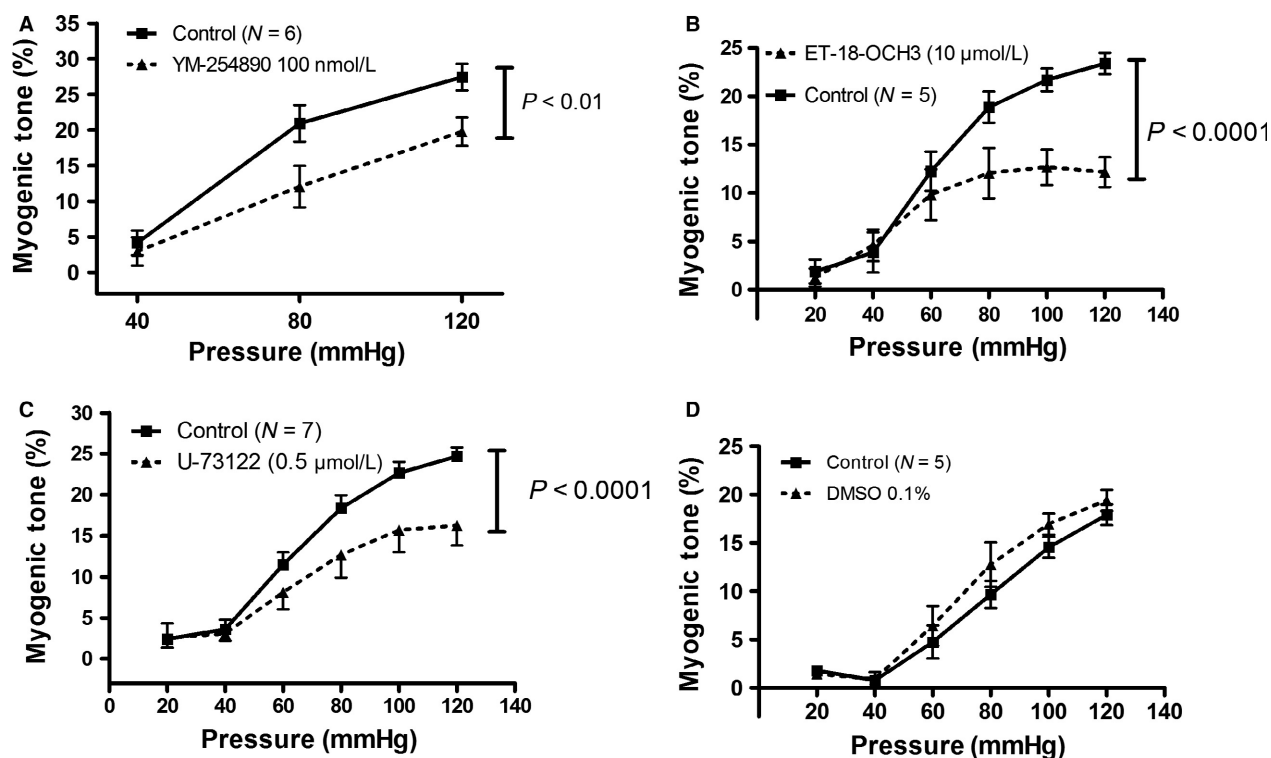 A
35
30
25
20
15
10
5
0
Myogenic tone (%)
Control (N = 6)
YM-254890 100 nmol/L
P < 0.01
40 80 120
Pressure (mmHg)
B
25
20
15
10
5
0
Myogenic tone (%)
ET-18-OCH3 (10 µmol/L)
Control (N = 5)
P < 0.0001
20 40 60 80 100 120 140
Pressure (mmHg)
C
30
25
20
15
10
5
0
Myogenic tone (%)
Control (N = 7)
U-73122 (0.5 µmol/L)
P < 0.0001
0 20 40 60 80 100 120 140
Pressure (mmHg)
D
25
20
15
10
5
0
Myogenic tone (%)
Control (N = 5)
DMSO 0.1%
20 40 60 80 100 120 140
Pressure (mmHg)